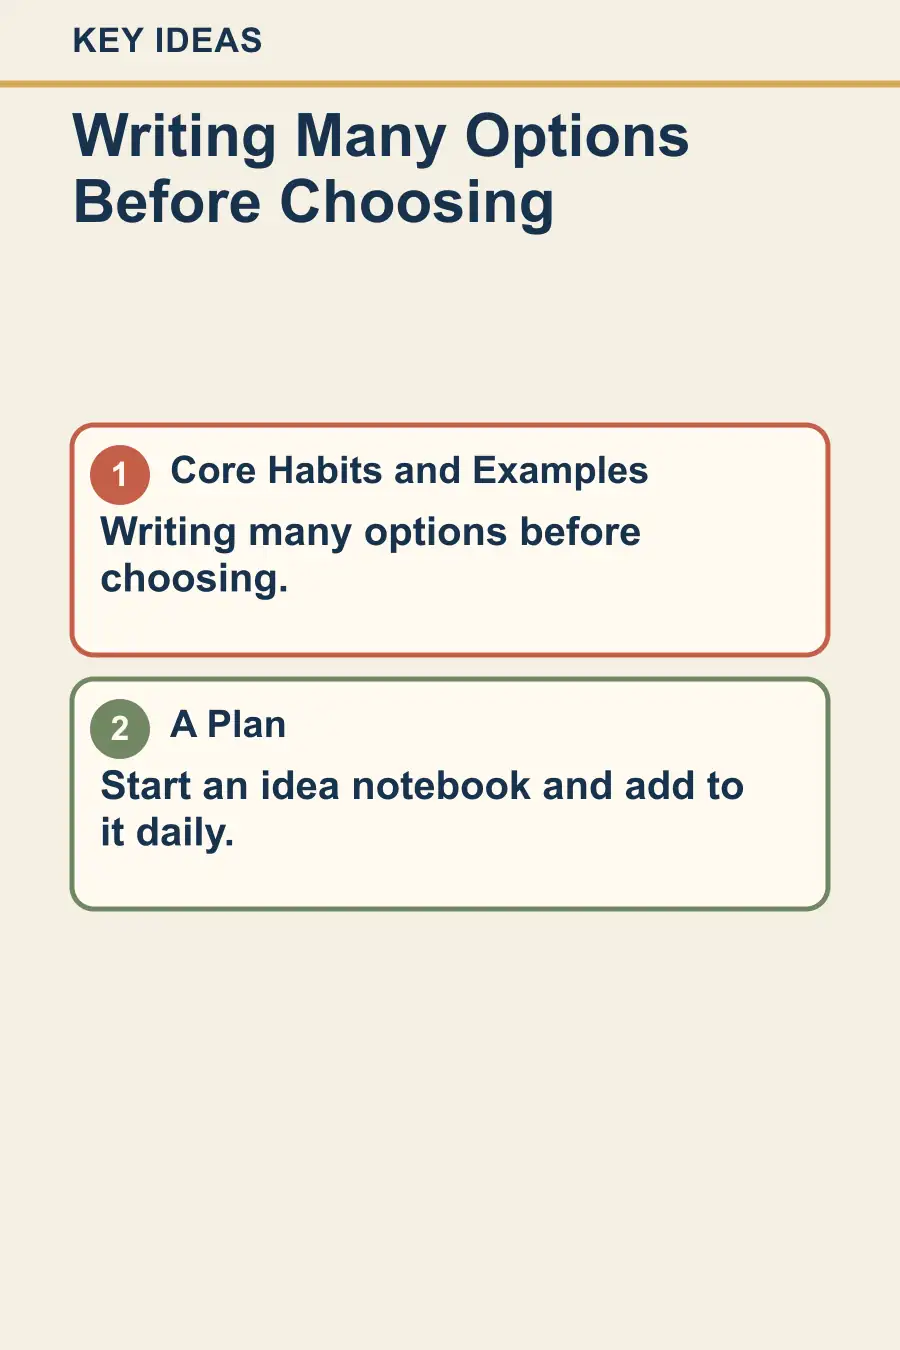 KEY IDEAS
Writing Many Options
Before Choosing
1 Core Habits and Examples
Writing many options before
choosing.
2 A Plan
Start an idea notebook and add to
it daily.